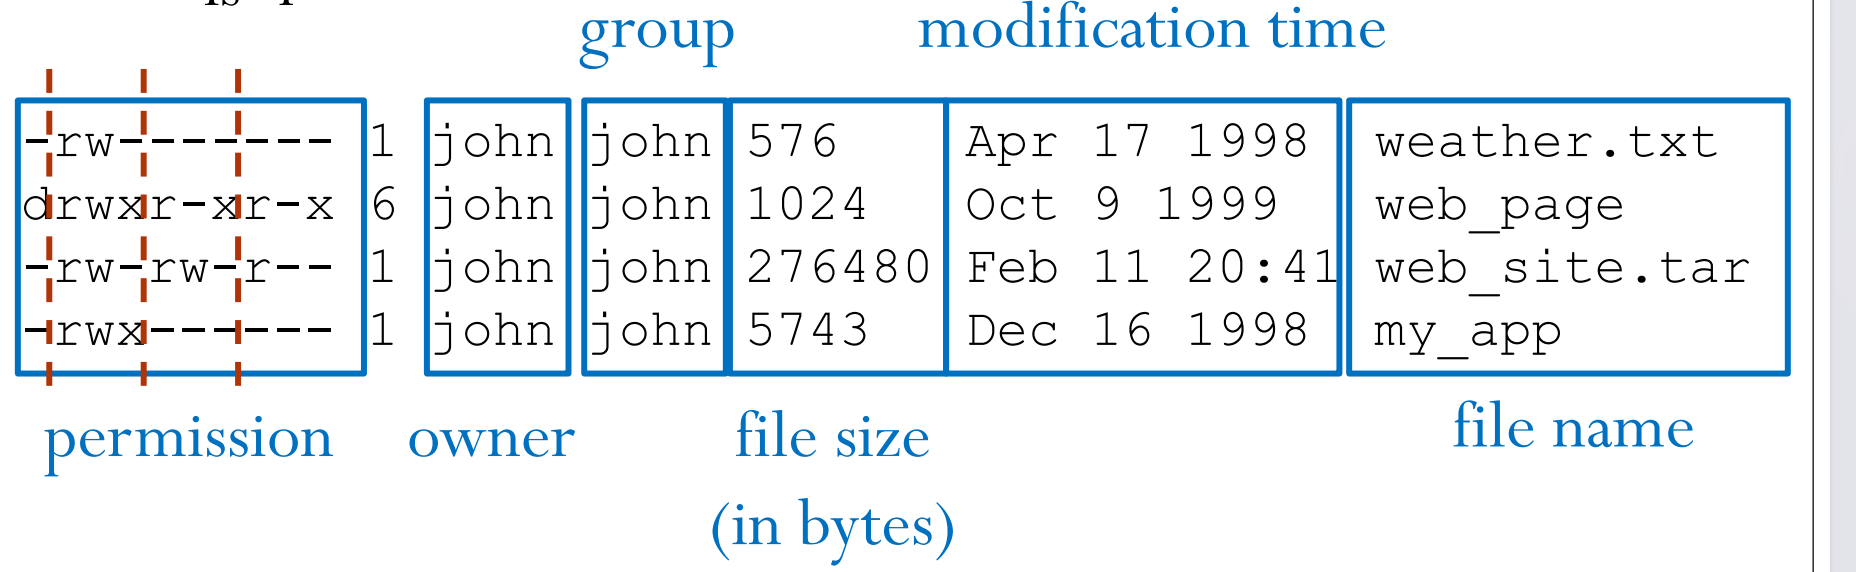 group modification time
-rw------- 1 john john 576 Apr 17 1998 weather.txt
drwxr-xr-x 6 john john 1024 Oct 9 1999 web_page
-rw-rw-r-- 1 john john 276480 Feb 11 20:41 web_site.tar
-rwx------ 1 john john 5743 Dec 16 1998 my_app
permission owner file size file name
(in bytes)